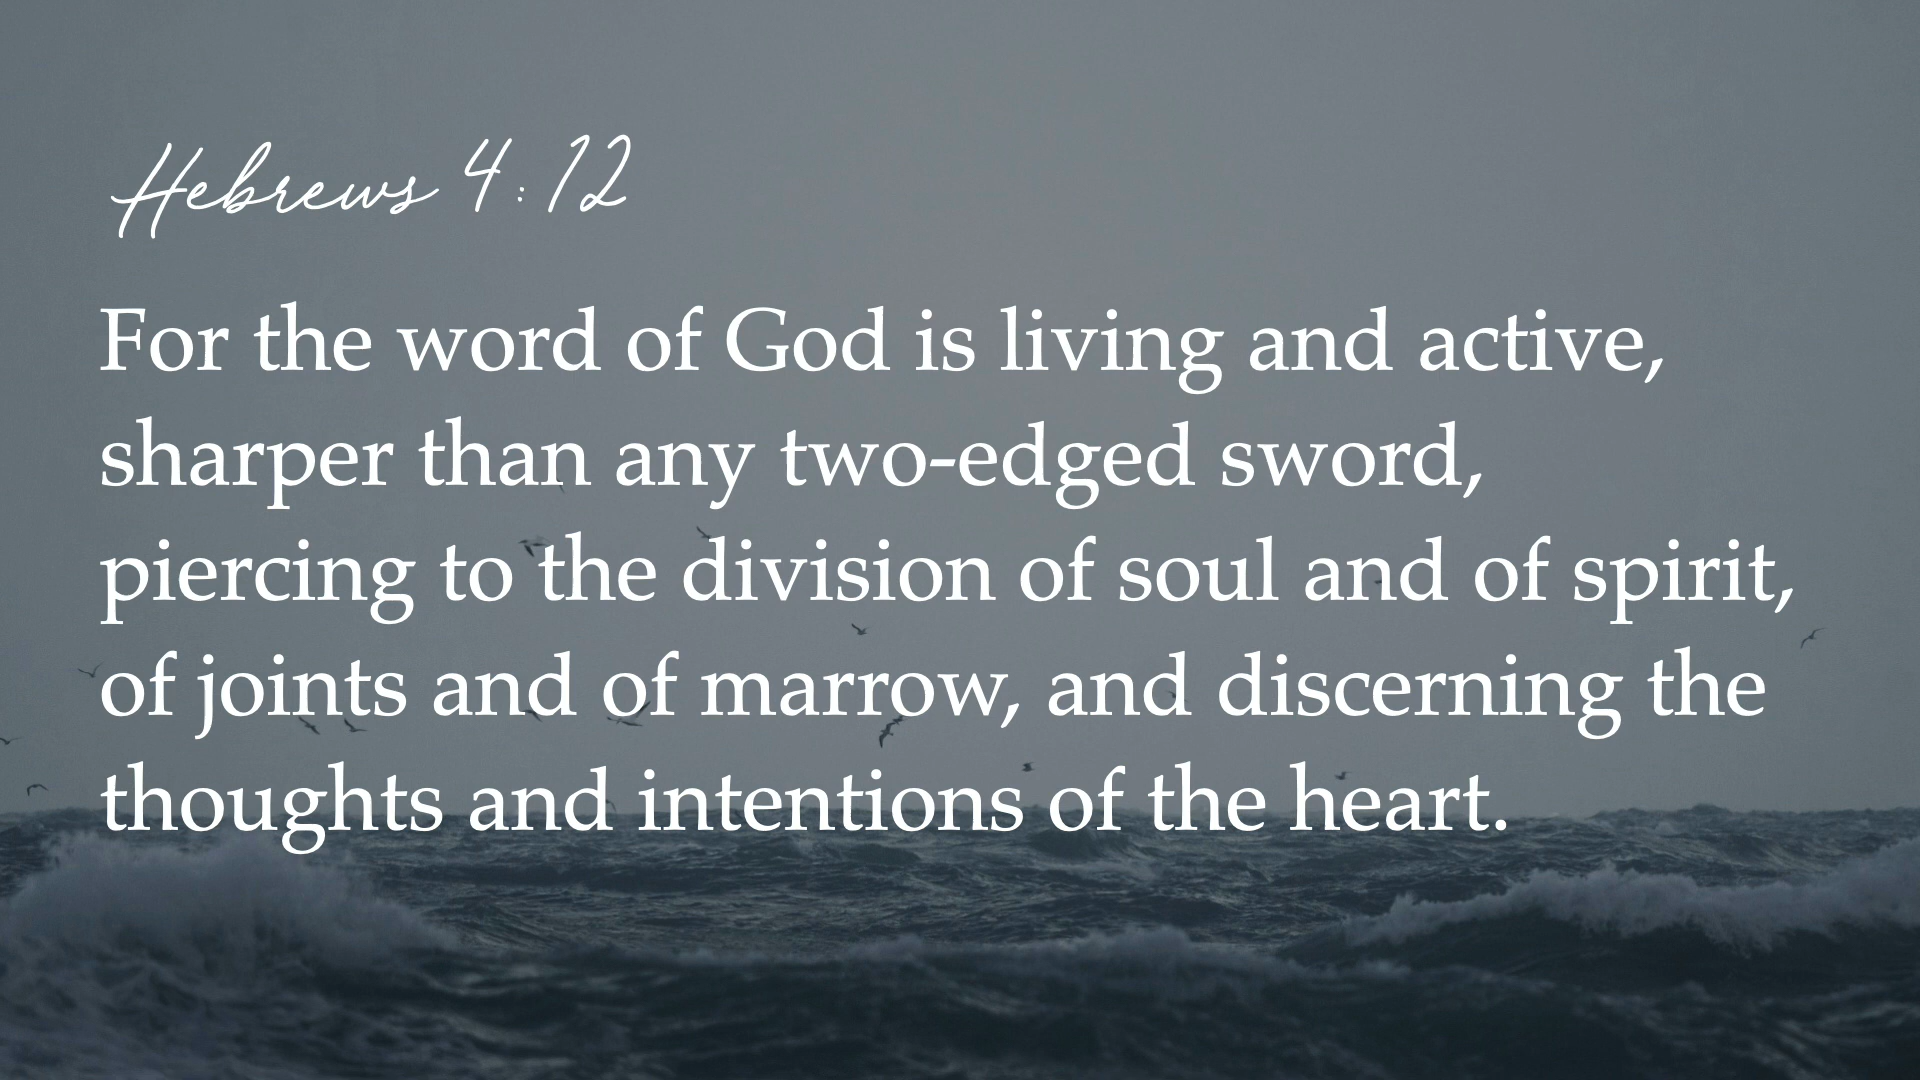 Hebrews 4:12
For the word of God is living and active,
sharper than any two-edged sword,
piercing to the division of soul and of spirit,
of joints and of marrow, and discerning the
thoughts and intentions of the heart.